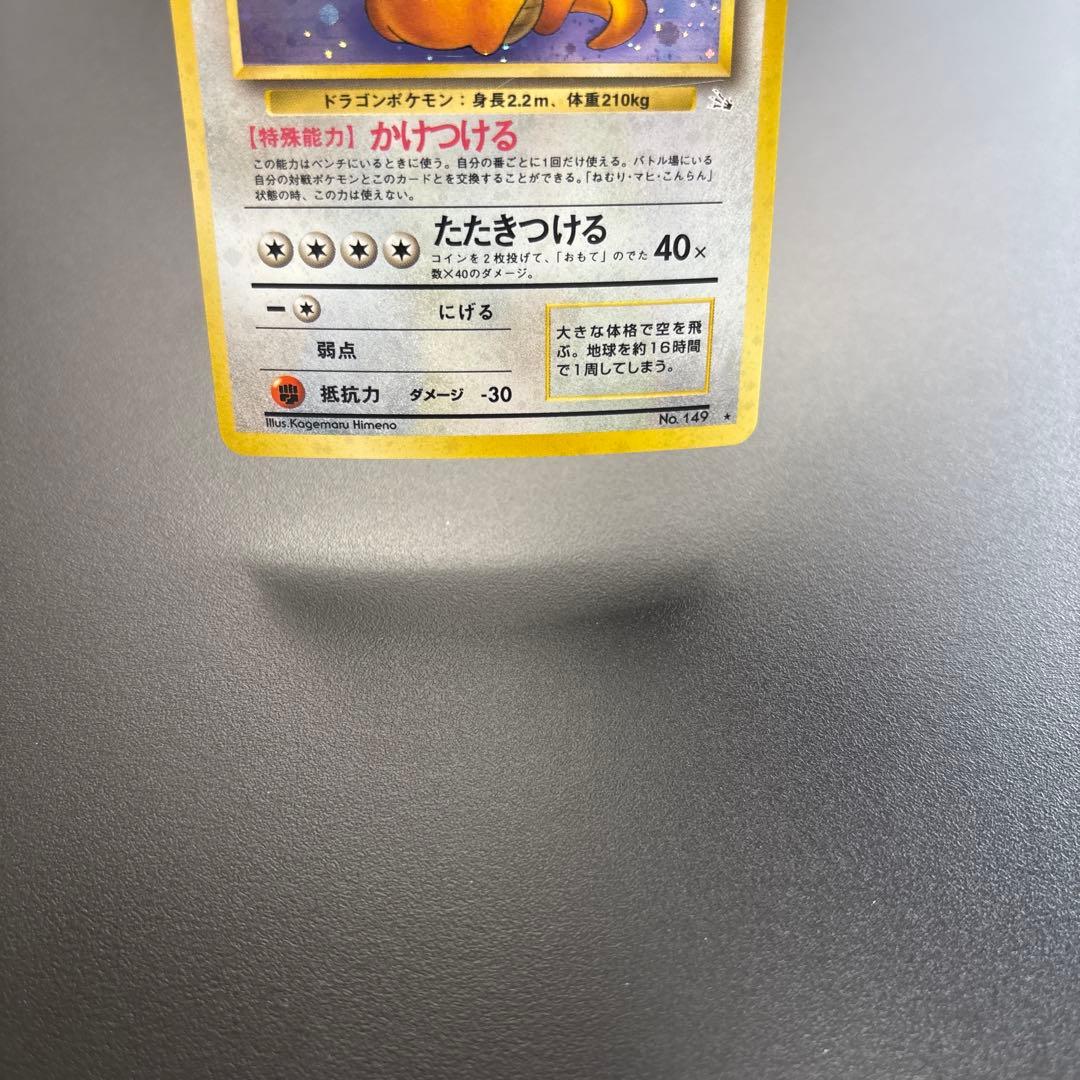 ドラゴンポケモン：身長2.2m、体重210kg
【特殊能力】かけつける
この能力はベンチにいるときに使う。自分の番ごとに1回だけ使える。バトル場にいる
自分の対戦ポケモンとこのカードとを交換することができる。「ねむり・マヒ・こんらん」
状態の時、この力は使えない。
たたきつける
コインを2枚投げて、「おもて」のでた
数×40のダメージ。
40×
ー にげる
弱点
抵抗力 ダメージ -30
大きな体格で空を飛
ぶ。地球を約16時間
で1周してしまう。
Illus.Kagemaru Himeno
No.149 ★